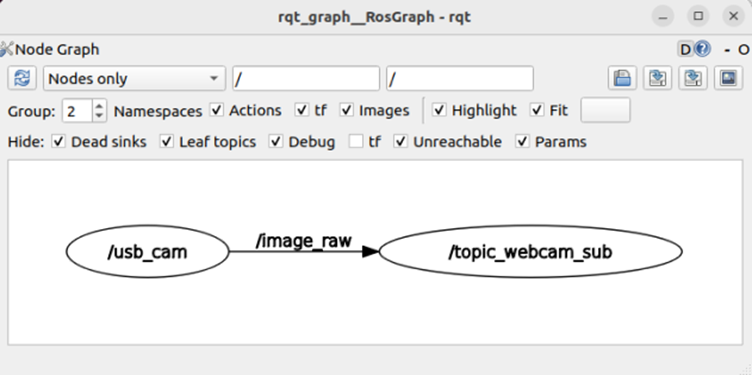 rqt_graph__RosGraph - rqt
Node Graph
D - O
Nodes only / /
Group: 2 Namespaces Actions tf Images Highlight Fit
Hide: Dead sinks Leaf topics Debug tf Unreachable Params
/usb_cam /image_raw /topic_webcam_sub